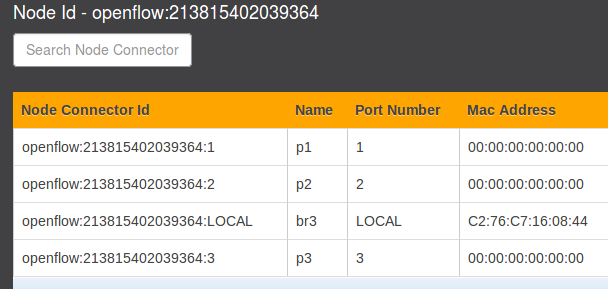 Node Id - openflow:213815402039364
Search Node Connector
Node Connector Id Name Port Number Mac Address
openflow:213815402039364:1 p1 1 00:00:00:00:00:00
openflow:213815402039364:2 p2 2 00:00:00:00:00:00
openflow:213815402039364:LOCAL br3 LOCAL C2:76:C7:16:08:44
openflow:213815402039364:3 p3 3 00:00:00:00:00:00